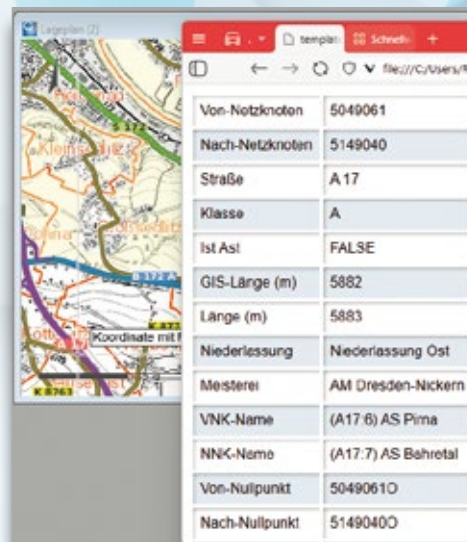 Lageplan (2)
S 172
B 172 A
K 8763
Koordinate mit
templat
Schnell
file:///C:/Users/
Von-Netzknoten 5049061
Nach-Netzknoten 5149040
Straße A 17
Klasse A
Ist Ast FALSE
GIS-Länge (m) 5882
Länge (m) 5883
Niederlassung Niederlassung Ost
Meisterei AM Dresden-Nickern
VNK-Name (A17:6) AS Pirna
NNK-Name (A17:7) AS Bahretal
Von-Nullpunkt 5049061O
Nach-Nullpunkt 5149040O